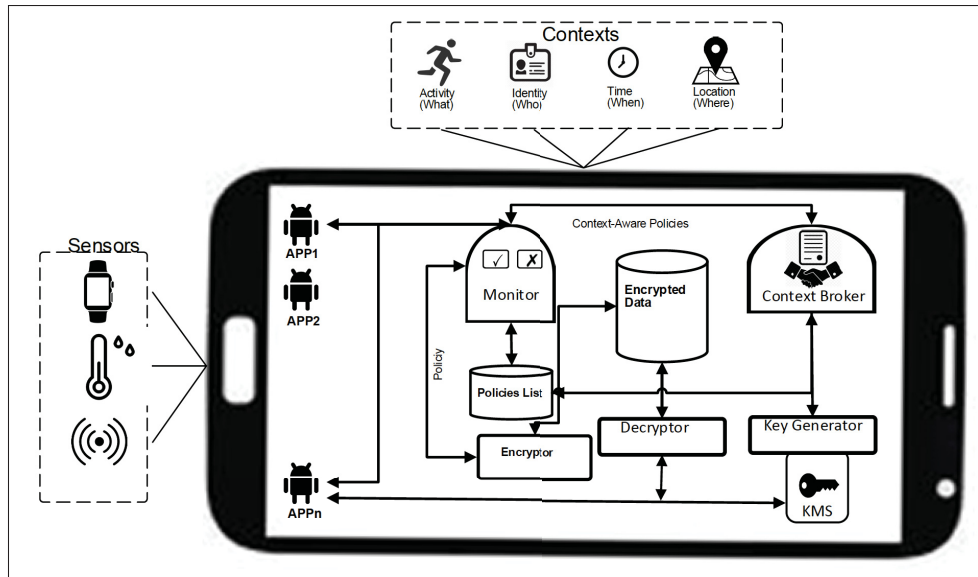 Contexts
Activity
(What)
Identity
(Who)
Time
(When)
Location
(Where)
Sensors
APP1
APP2
APPn
Context-Aware Policies
Monitor
Encrypted
Data
Context Broker
Policiy
Policies List
Encryptor
Decryptor
Key Generator
KMS